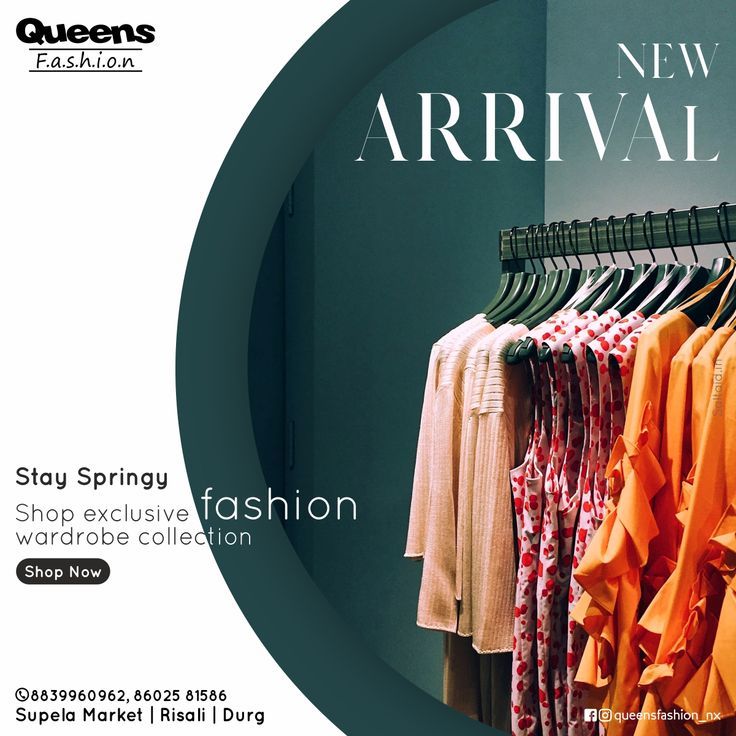 Queens
F.a.s.h.i.o.n
NEW
ARRIVAL
Stay Springy
Shop exclusive fashion
wardrobe collection
Shop Now
8839960962, 86025 81586
Supela Market | Risali | Durg
queensfashion_nx